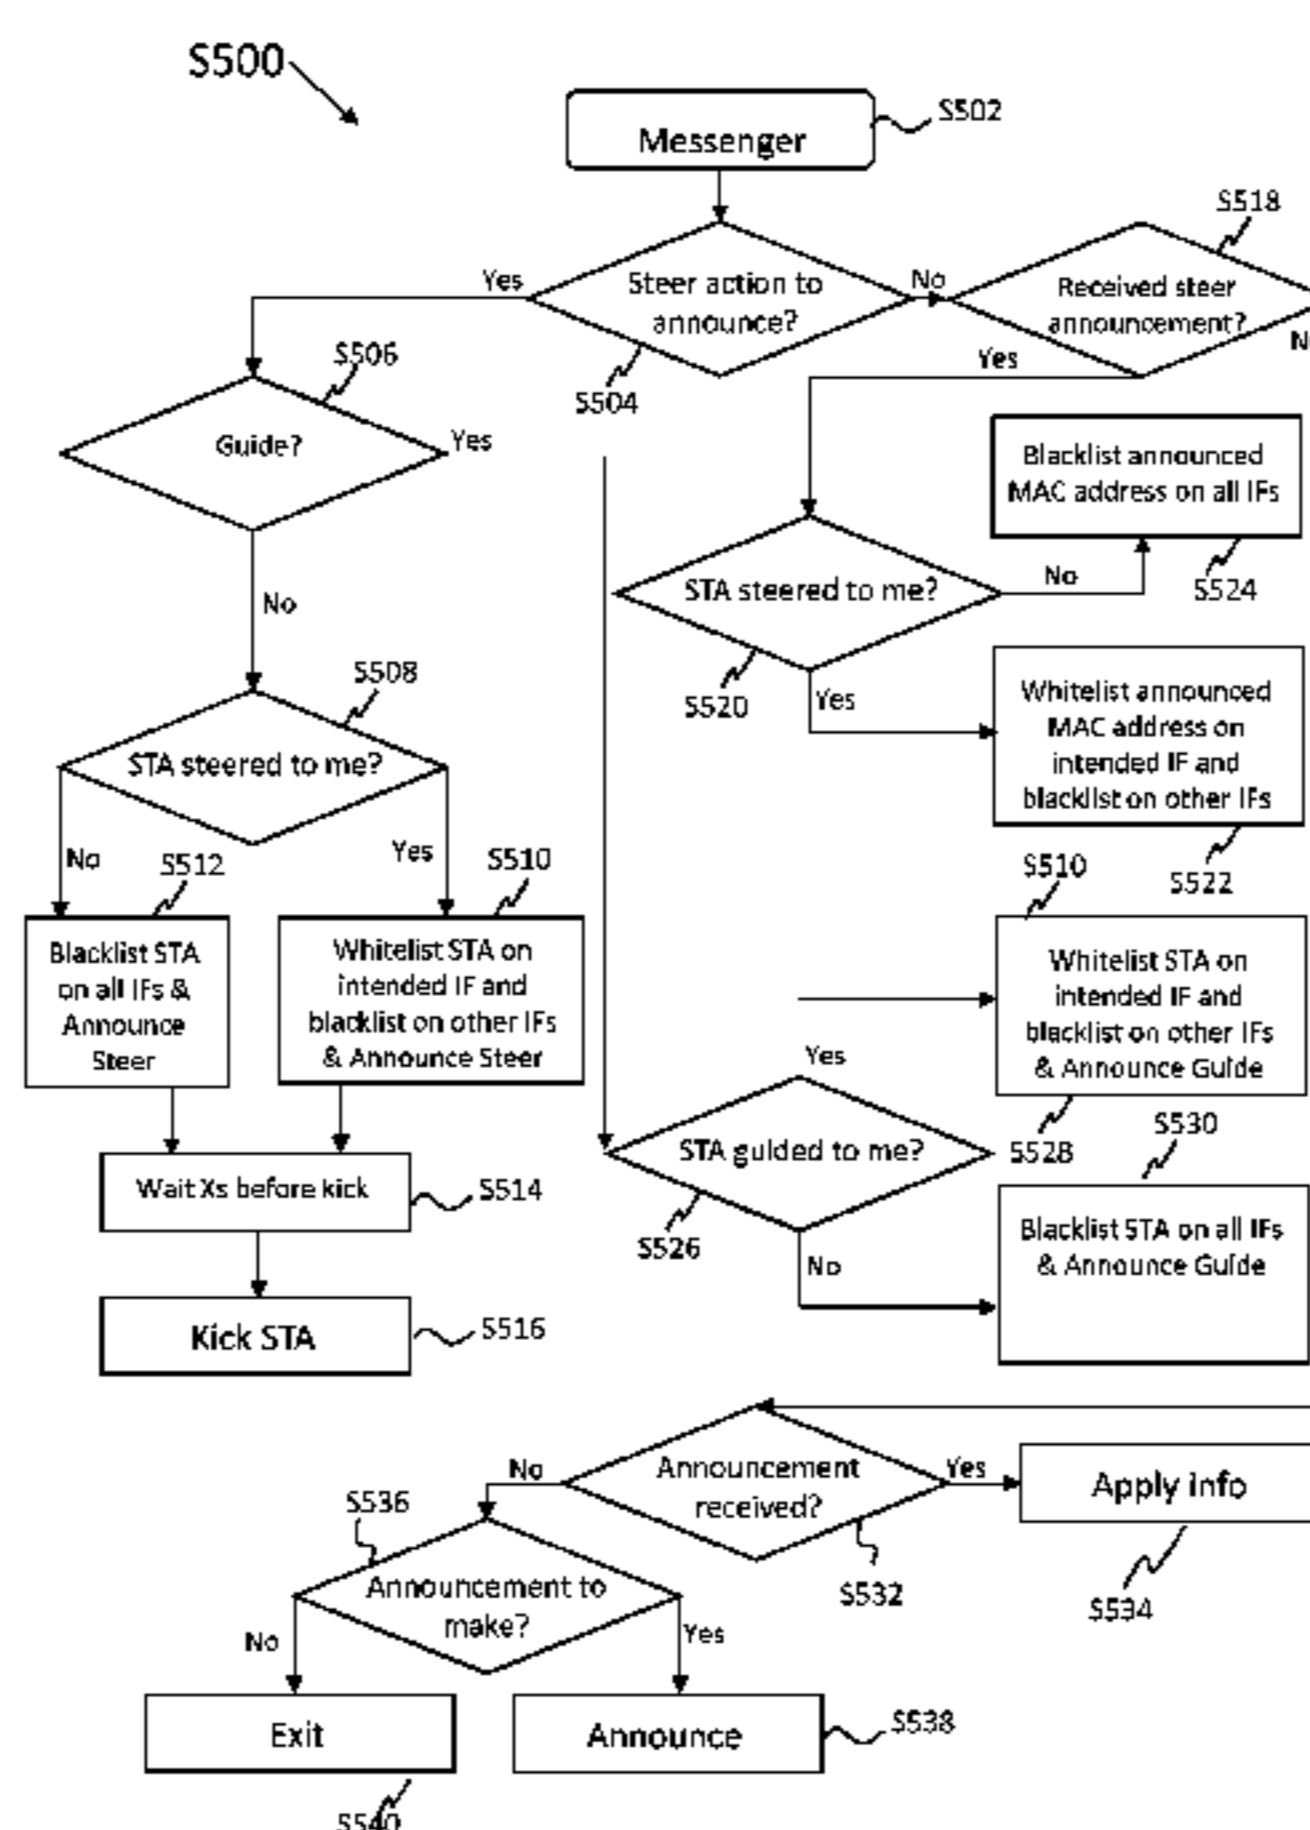 S500
Messenger
S502
Steer action to
announce?
Yes
No
S504
S518
Received steer
announcement?
Yes
S506
Guide?
Yes
No
Blacklist announced
MAC address on all IFs
S524
STA steered to me?
No
S520
Yes
Whitelist announced
MAC address on
intended IF and
blacklist on other IFs
S522
S508
STA steered to me?
No
Yes
S512
S510
Blacklist STA
on all IFs &
Announce
Steer
Whitelist STA on
intended IF and
blacklist on other IFs
& Announce Steer
S510
Whitelist STA on
intended IF and
blacklist on other IFs
& Announce Guide
Yes
S528
STA guided to me?
S526
No
S530
Blacklist STA on all IFs
& Announce Guide
Wait Xs before kick
S514
Kick STA
S516
Announcement
received?
No
Yes
S532
Apply info
S534
S536
Announcement to
make?
No
Yes
Exit
S540
Announce
S538